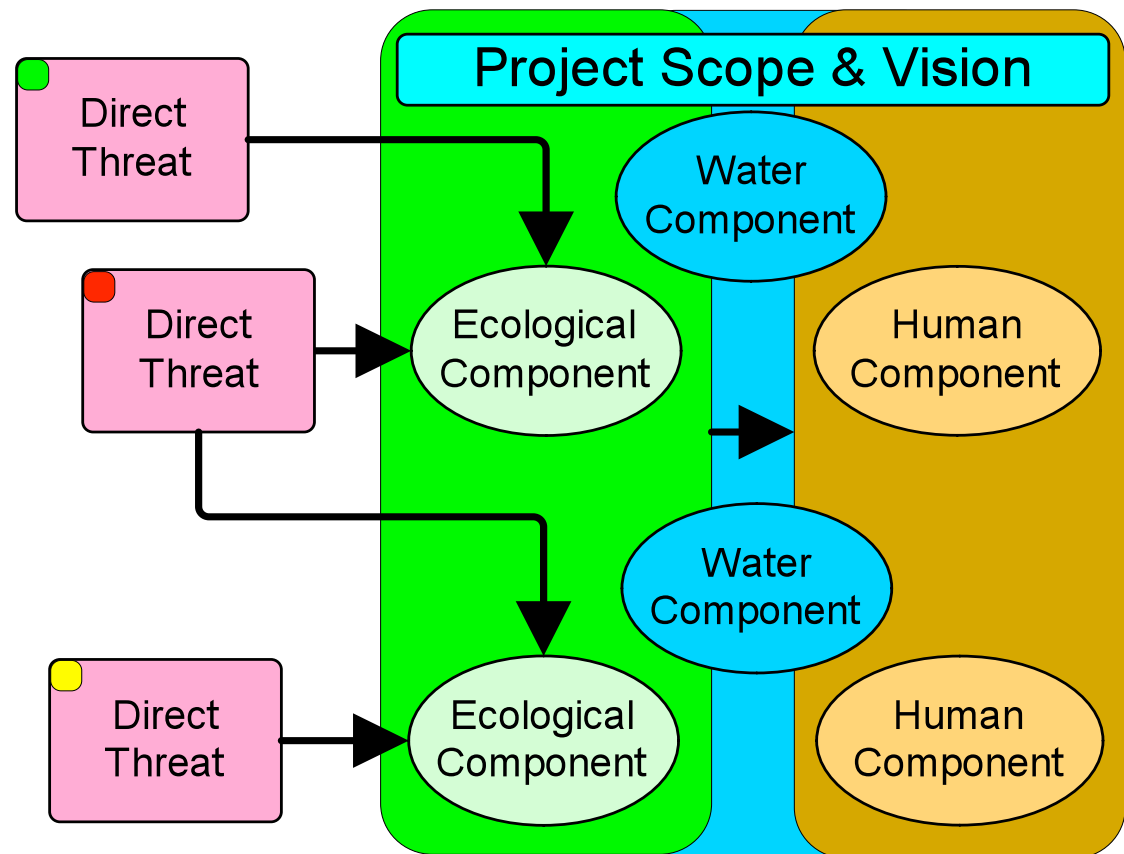 Project Scope & Vision
Direct
Threat
Water
Component
Direct
Threat
Ecological
Component
Human
Component
Water
Component
Direct
Threat
Ecological
Component
Human
Component